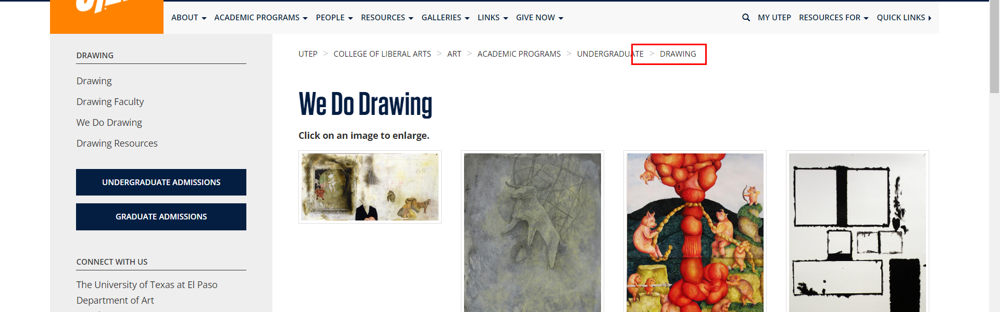 ABOUT ACADEMIC PROGRAMS PEOPLE RESOURCES GALLERIES LINKS GIVE NOW MY UTEP RESOURCES FOR QUICK LINKS
UTEP > COLLEGE OF LIBERAL ARTS > ART > ACADEMIC PROGRAMS > UNDERGRADUATE > DRAWING
DRAWING
Drawing
Drawing Faculty
We Do Drawing
Drawing Resources
UNDERGRADUATE ADMISSIONS
GRADUATE ADMISSIONS
CONNECT WITH US
The University of Texas at El Paso
Department of Art
We Do Drawing
Click on an image to enlarge.